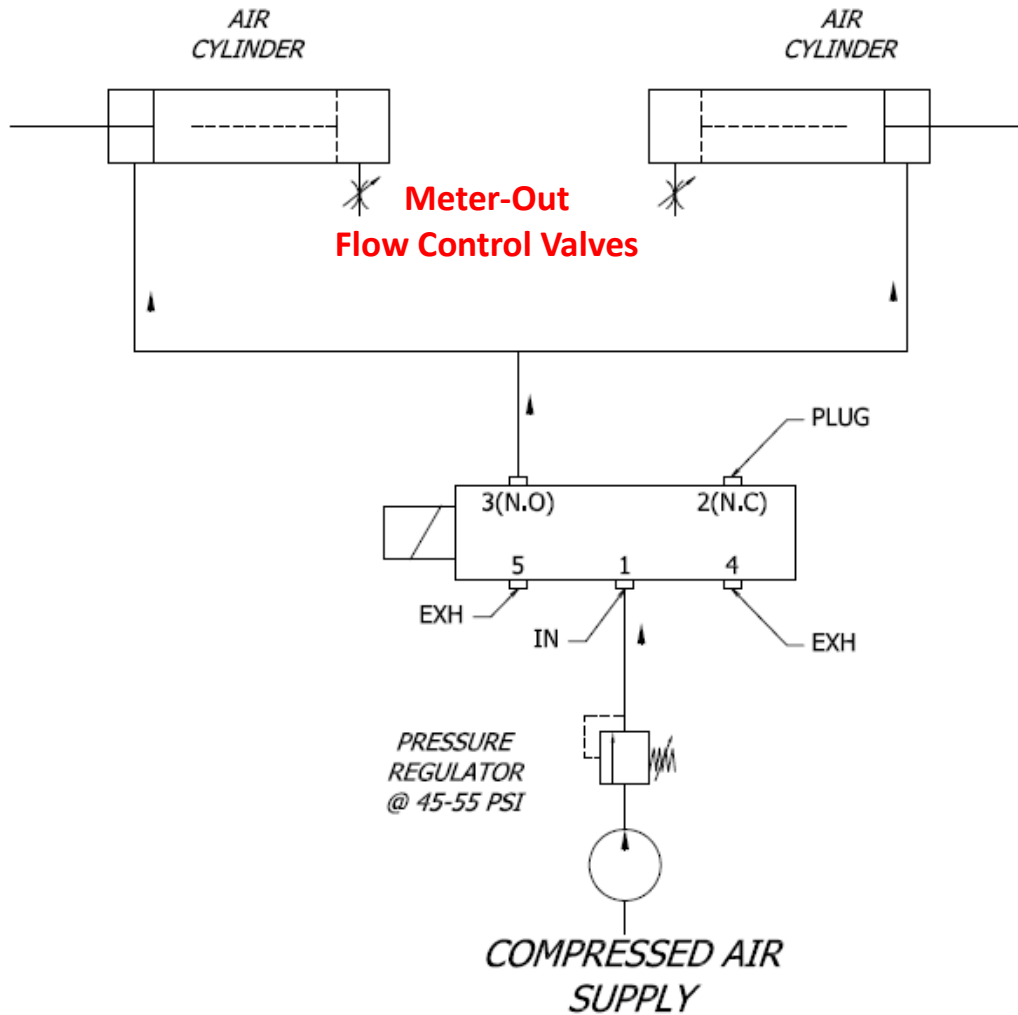 AIR
CYLINDER
AIR
CYLINDER
Meter-Out
Flow Control Valves
PLUG
3(N.O)
2(N.C)
5
1
4
EXH
IN
EXH
PRESSURE
REGULATOR
@ 45-55 PSI
COMPRESSED AIR
SUPPLY